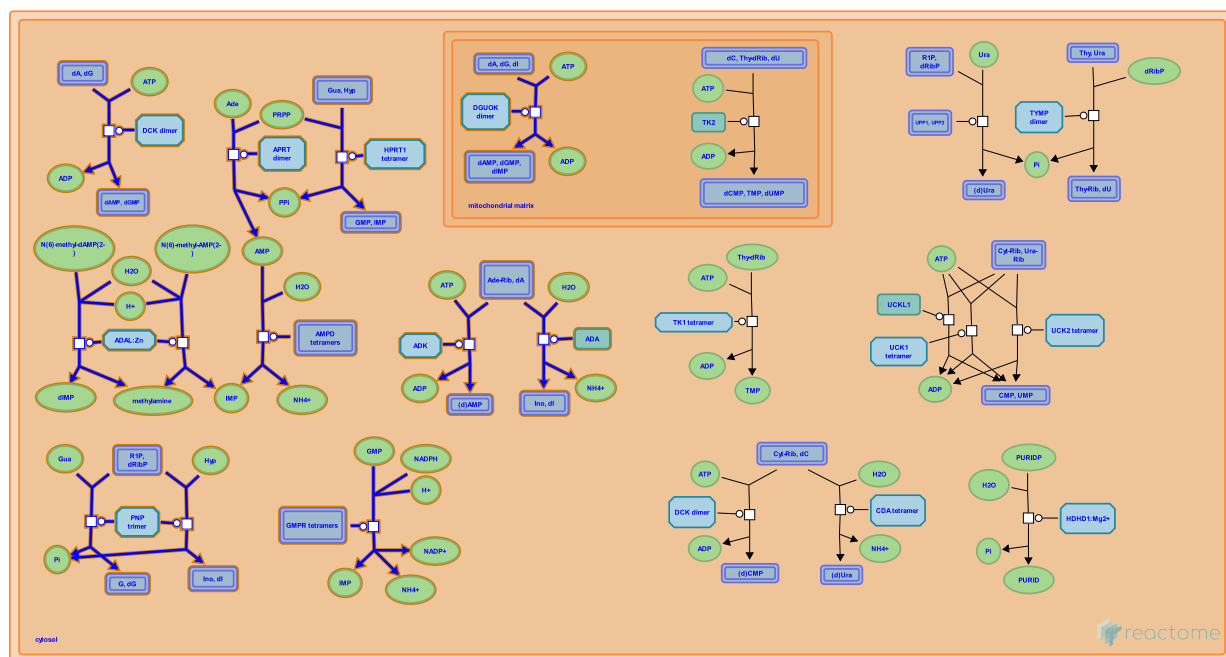 dA, dG
ATP
DCK dimer
ADP
dAMP, dGMP
Ade
PRPP
Gua, Hyp
APRT
dimer
HPRT1
tetramer
PPi
GMP, IMP
dA, dG, dI
ATP
DGUOK
dimer
dAMP, dGMP,
dIMP
ADP
mitochondrial matrix
dC, Thy-dRib, dU
ATP
TK2
ADP
dCMP, TMP, dUMP
R1P,
dRibP
Ura
UPP1, UPP2
(d)Ura
Pi
Thy, Ura
dRibP
TYMP
dimer
Thy-Rib, dU
N(6)-methyl-dAMP(2-
)
N(6)-methyl-AMP(2-
)
H2O
H+
ADAL:Zn
dIMP
methylamine
AMP
H2O
AMPD
tetramers
IMP
NH4+
ATP
Ade-Rib, dA
H2O
ADK
ADA
ADP
(d)AMP
Ino, dI
NH4+
Thy-dRib
ATP
TK1 tetramer
ADP
TMP
ATP
Cyt-Rib, Ura-
Rib
UCKL1
UCK1
tetramer
UCK2 tetramer
ADP
CMP, UMP
Gua
R1P,
dRibP
Hyp
PNP
trimer
Pi
G, dG
Ino, dI
GMP
NADPH
H+
GMPR tetramers
NADP+
IMP
NH4+
Cyt-Rib, dC
ATP
H2O
DCK dimer
CDA tetramer
ADP
NH4+
(d)CMP
(d)Ura
PURIDP
H2O
HDHD1:Mg2+
Pi
PURID
cytosol
reactome